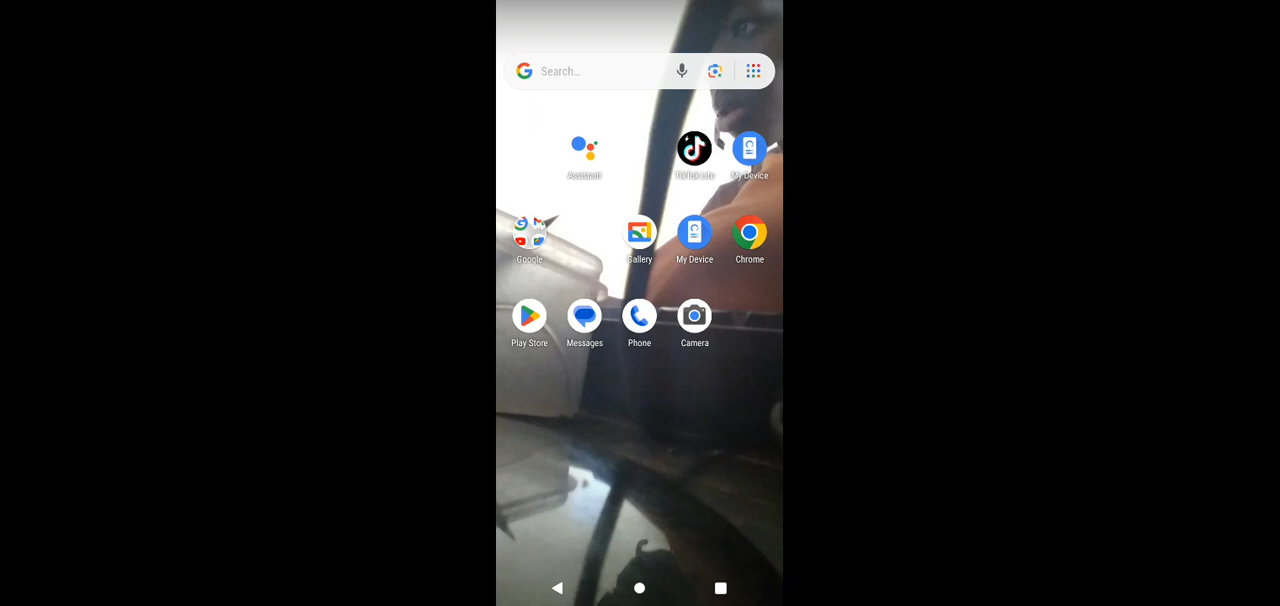 Search...
Assistant
TikTok Lite
My Device
Google
Gallery
My Device
Chrome
Play Store
Messages
Phone
Camera